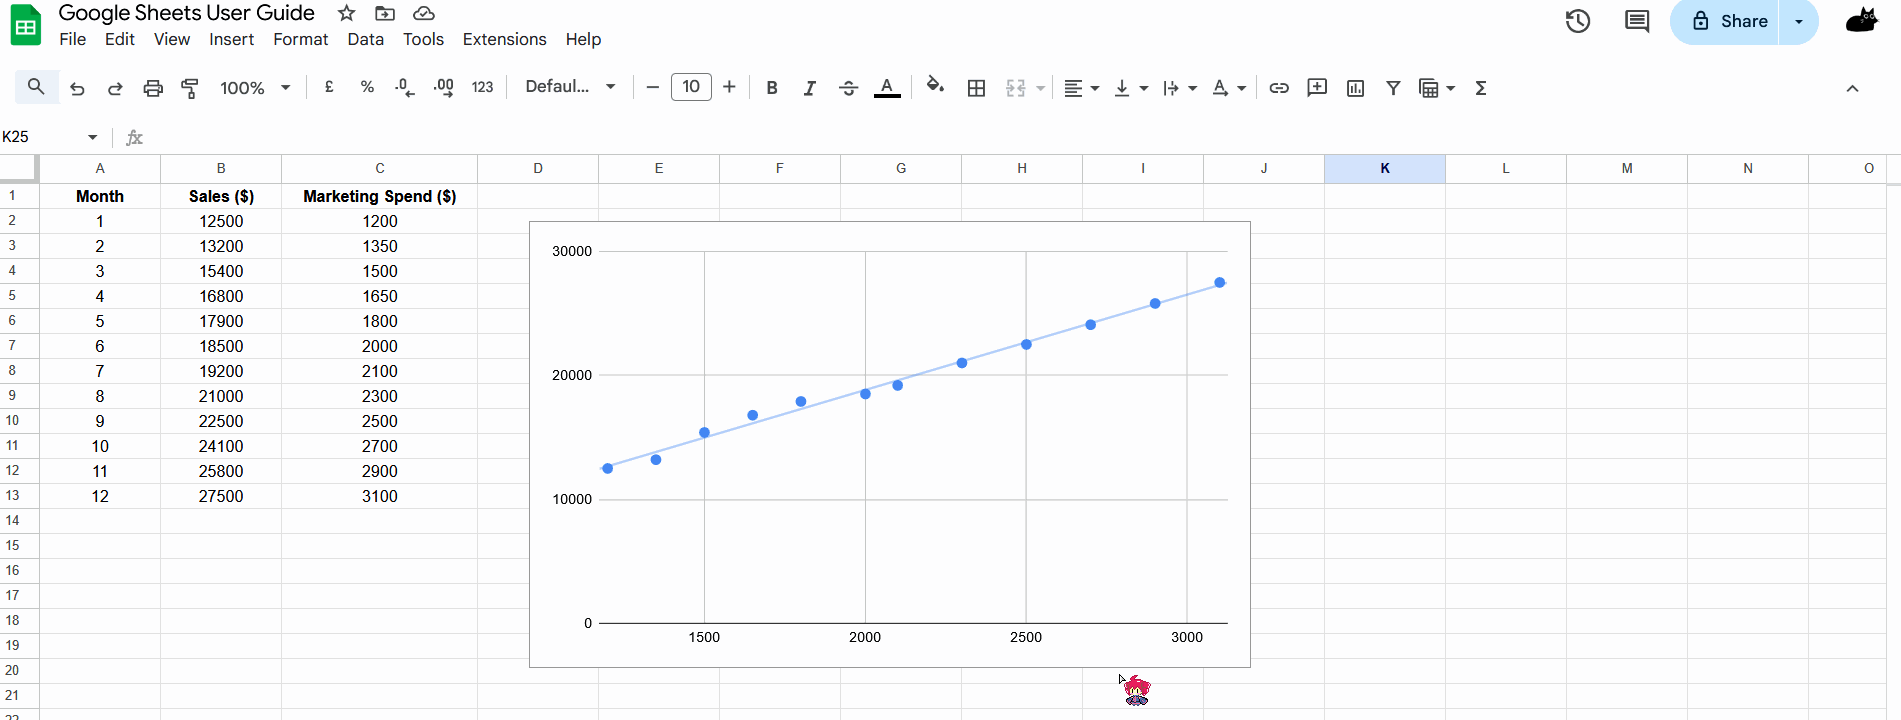 Google Sheets User Guide
File Edit View Insert Format Data Tools Extensions Help
Share
100% £ % .0 .00 123 Defaul... 10 B I S A A Σ
K25 fx
A B C D E F G H I J K L M N O
1 Month Sales ($) Marketing Spend ($)
2 1 12500 1200
3 2 13200 1350
4 3 15400 1500
5 4 16800 1650
6 5 17900 1800
7 6 18500 2000
8 7 19200 2100
9 8 21000 2300
10 9 22500 2500
11 10 24100 2700
12 11 25800 2900
13 12 27500 3100
14
15
16
17
18
19
20
21
22
30000
20000
10000
0
1500 2000 2500 3000